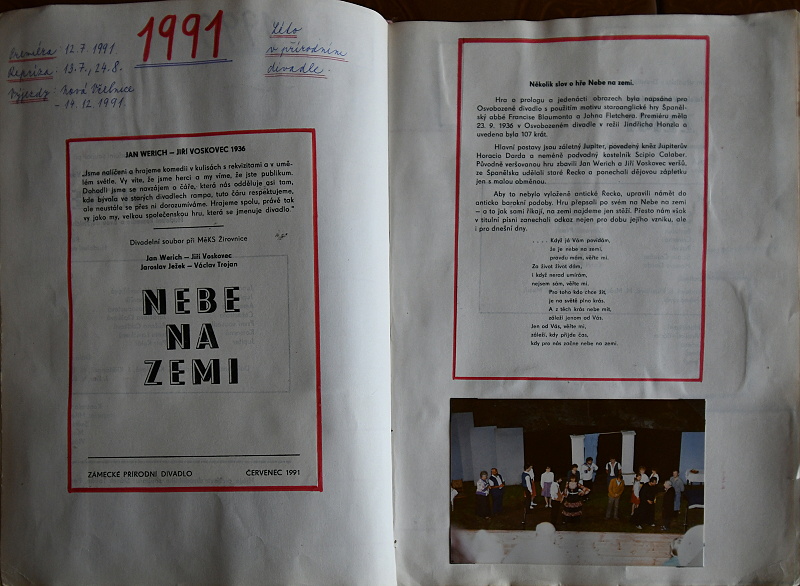 Premiéra: 12.7.1991
Repríza: 13.7., 24.8.
Výjezdy: Nová Včelnice
- 14.12.1991.
1991
Léto
v přírodním
divadle.
JAN WERICH — JIŘÍ VOSKOVEC 1936
„Jsme nalíčeni a hrajeme komedii v kulisách s rekvizitami a v umě-
lém světle. Vy víte, že jsme herci a my víme, že jste publikum.
Dohodli jsme se navzájem o čáře, která nás odděluje asi tam,
kde bývala ve starých divadlech rampa, tuto čáru respektujeme,
ale neustále se přes ní dorozumíváme. Hrajeme spolu, právě tak
vy jako my, velkou společenskou hru, která se jmenuje divadlo."
Divadelní soubor při MěKS Žirovnice
Jan Werich — Jiří Voskovec
Jaroslav Ježek — Václav Trojan
NEBE
NA
ZEMI
ZÁMECKÉ PŘÍRODNÍ DIVADLO ČERVENEC 1991
Několik slov o hře Nebe na zemi.
Hra o prologu a jedenácti obrazech byla napsána pro
Osvobozené divadlo s použitím motivu staroanglické hry Španěl-
ský abbé Francise Blaumonta a Johna Fletchera. Premiéru měla
23. 9. 1936 v Osvobozeném divadle v režii Jindřicha Honzla a
uvedena byla 107 krát.
Hlavní postavy jsou záletný Jupiter, povedený kněz Jupiterův
Horacio Darda a neméně podvodný kostelník Scipio Calaber.
Původně veršovanou hru zbavili Jan Werich a Jiří Voskovec veršů,
ze Španělska udělali staré Řecko a ponechali dějovou zápletku
jen s malou obměnou.
Aby to nebylo vyloženě antické Řecko, upravili námět do
anticko barokní podoby. Hru přepsali po svém na Nebe na zemi
— a to jak sami říkají, na zemi najdeme jen stěží. Přesto nám však
v titulní písni zanechali odkaz nejen pro dobu jejího vzniku, ale
i pro dnešní dny.
. . . . Když já Vám povídám,
že je nebe na zemi,
pravdu mám, věřte mi.
Za život život dám,
i když nerad umírám,
nejsem sám, věřte mi.
Pro toho kdo chce žít,
je na světě plno krás.
A z těch krás nebe mít,
záleží jenom od Vás.
Jen od Vás, věřte mi,
záleží, kdy přijde čas,
kdy pro nás začne nebe na zemi.